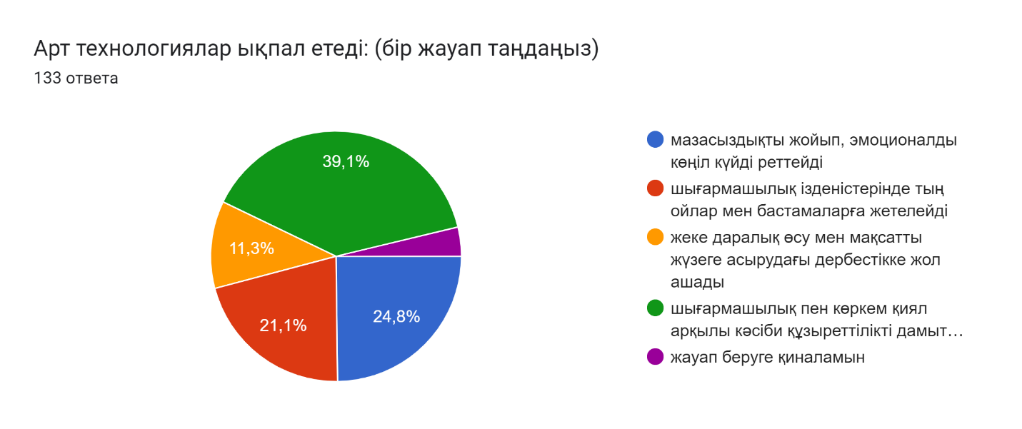 Арт технологиялар ықпал етеді: (бір жауап таңдаңыз)
133 ответа
39,1%
11,3%
21,1%
24,8%
мазасыздықты жойып, эмоционалды
көңіл күйді реттейді
шығармашылық ізденістерінде тың
ойлар мен бастамаларға жетелейді
жеке даралық өсу мен мақсатты
жүзеге асырудағы дербестікке жол
ашады
шығармашылық пен көркем қиял
арқылы кәсіби құзыреттілікті дамыт…
жауап беруге қиналамын